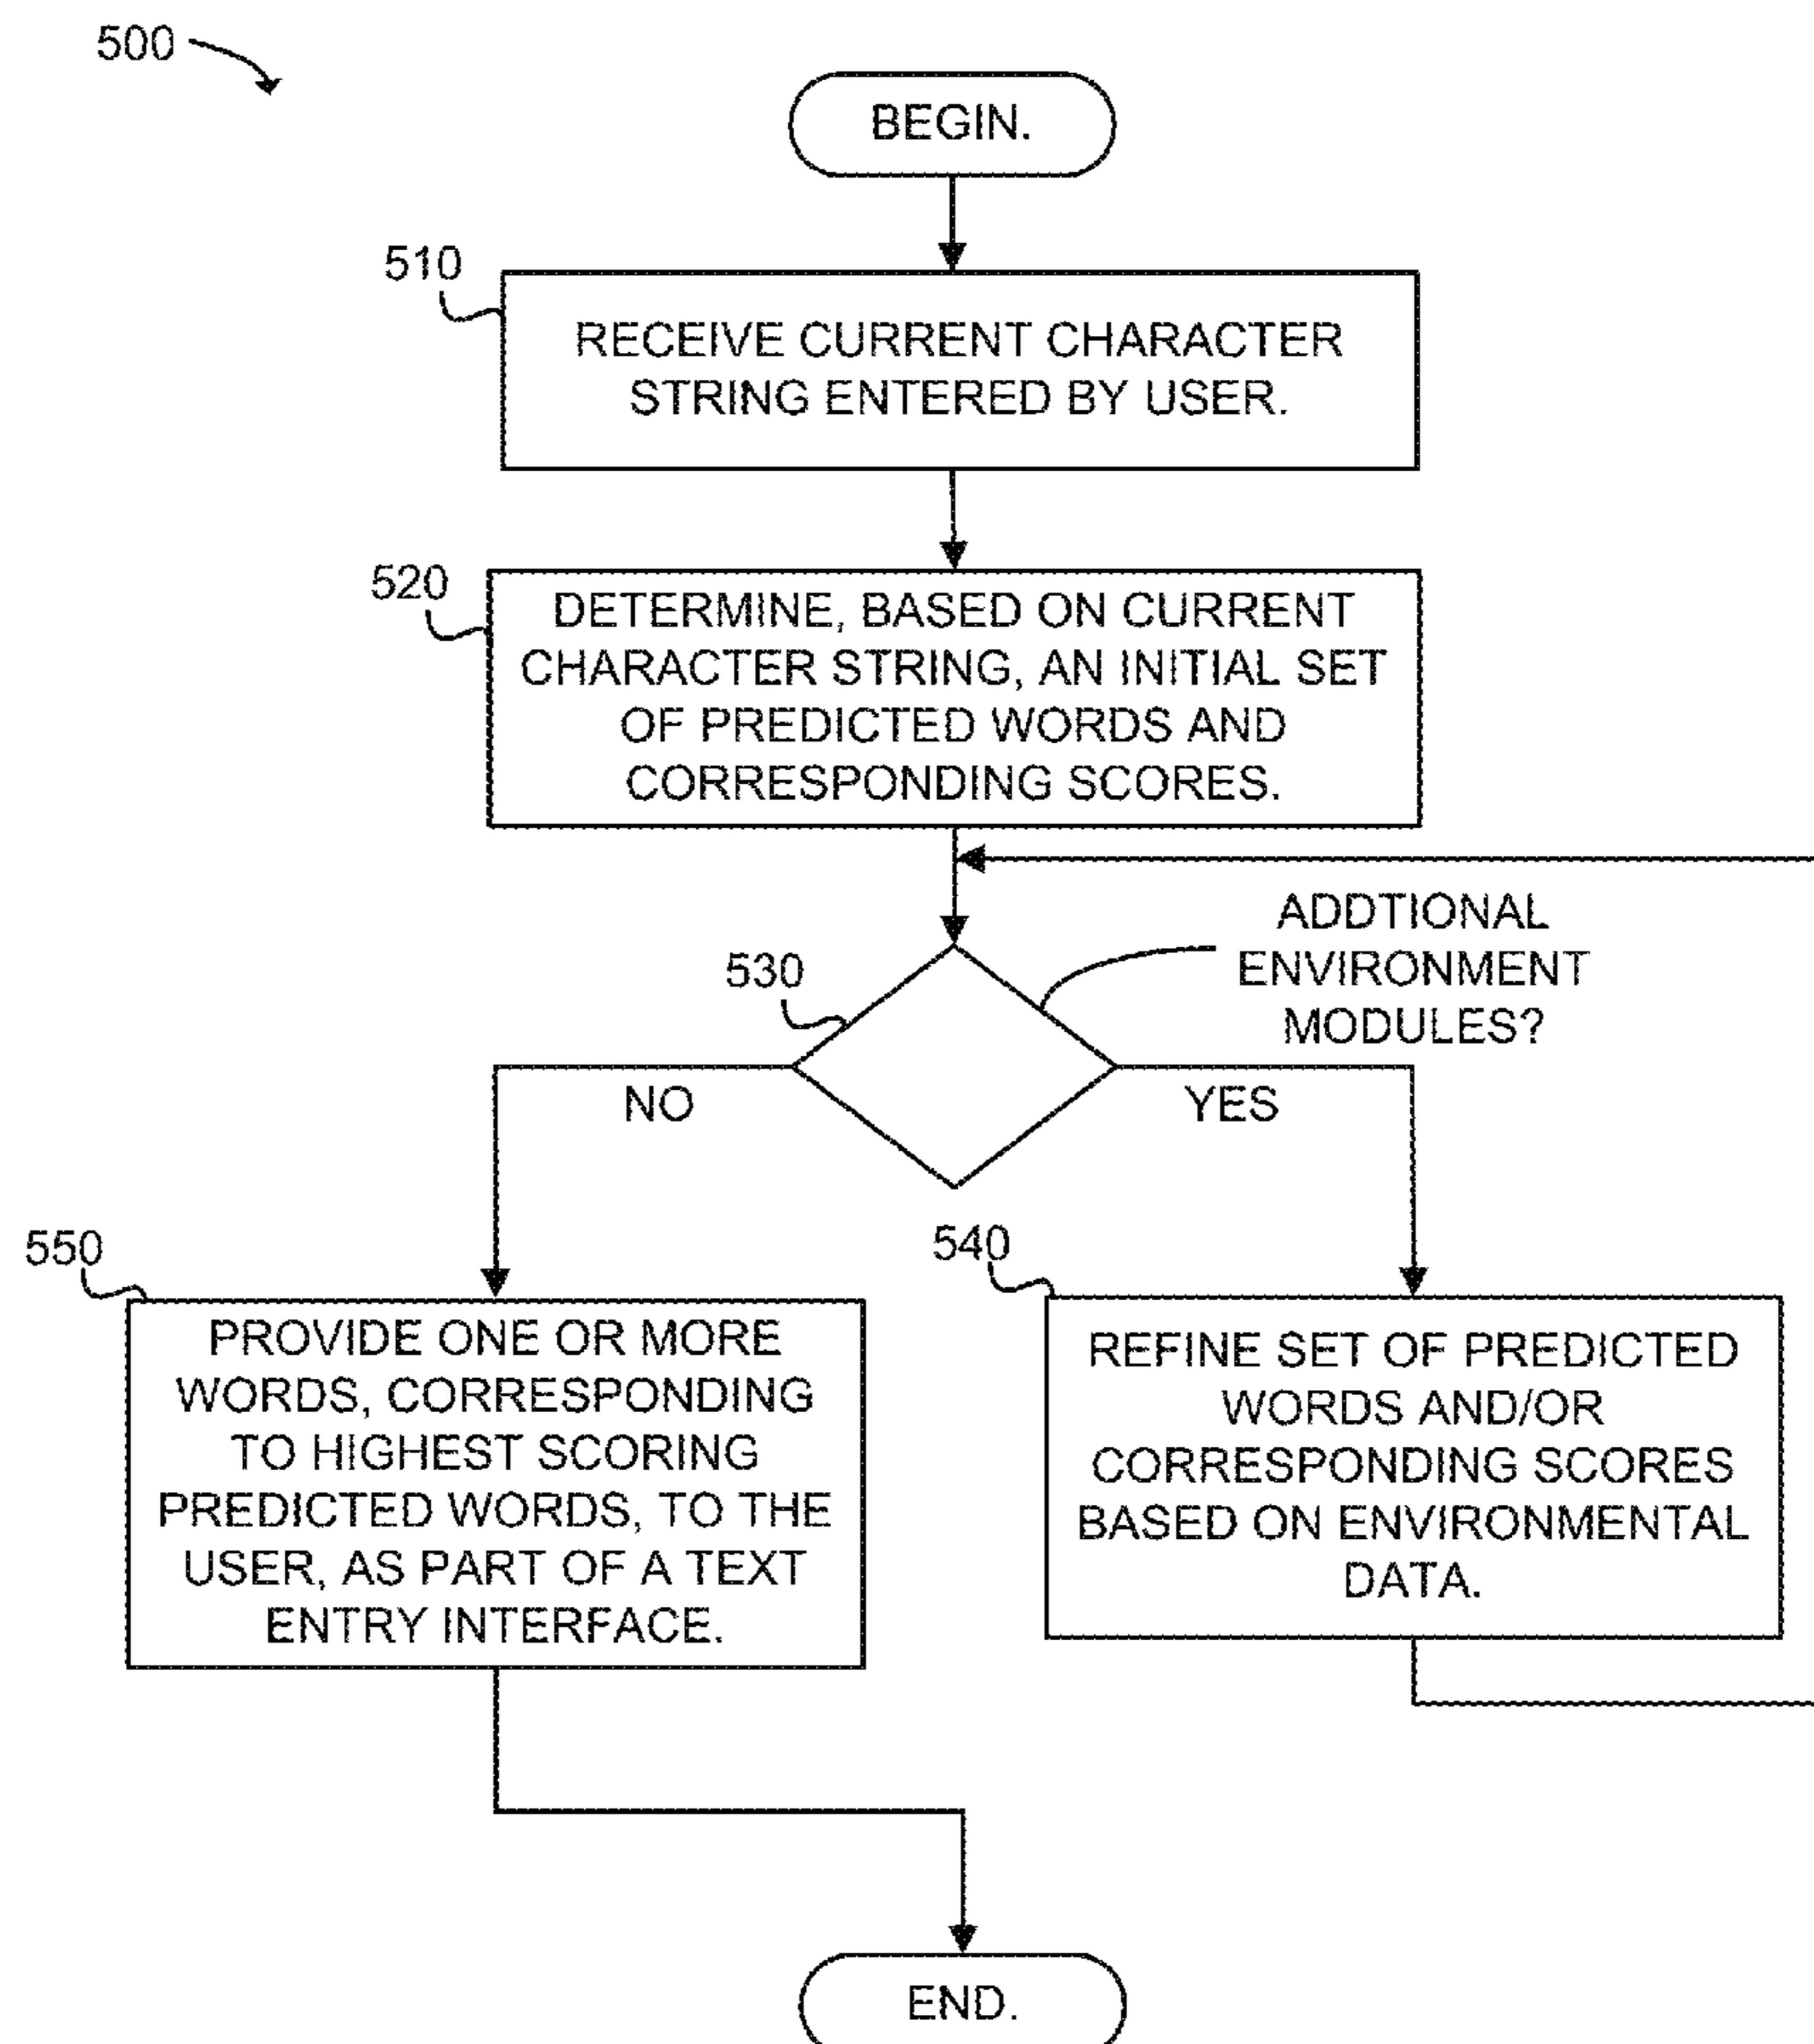 500
BEGIN.
510
RECEIVE CURRENT CHARACTER
STRING ENTERED BY USER.
520
DETERMINE, BASED ON CURRENT
CHARACTER STRING, AN INITIAL SET
OF PREDICTED WORDS AND
CORRESPONDING SCORES.
ADDTIONAL
ENVIRONMENT
MODULES?
530
NO
YES
550
PROVIDE ONE OR MORE
WORDS, CORRESPONDING
TO HIGHEST SCORING
PREDICTED WORDS, TO THE
USER, AS PART OF A TEXT
ENTRY INTERFACE.
540
REFINE SET OF PREDICTED
WORDS AND/OR
CORRESPONDING SCORES
BASED ON ENVIRONMENTAL
DATA.
END.